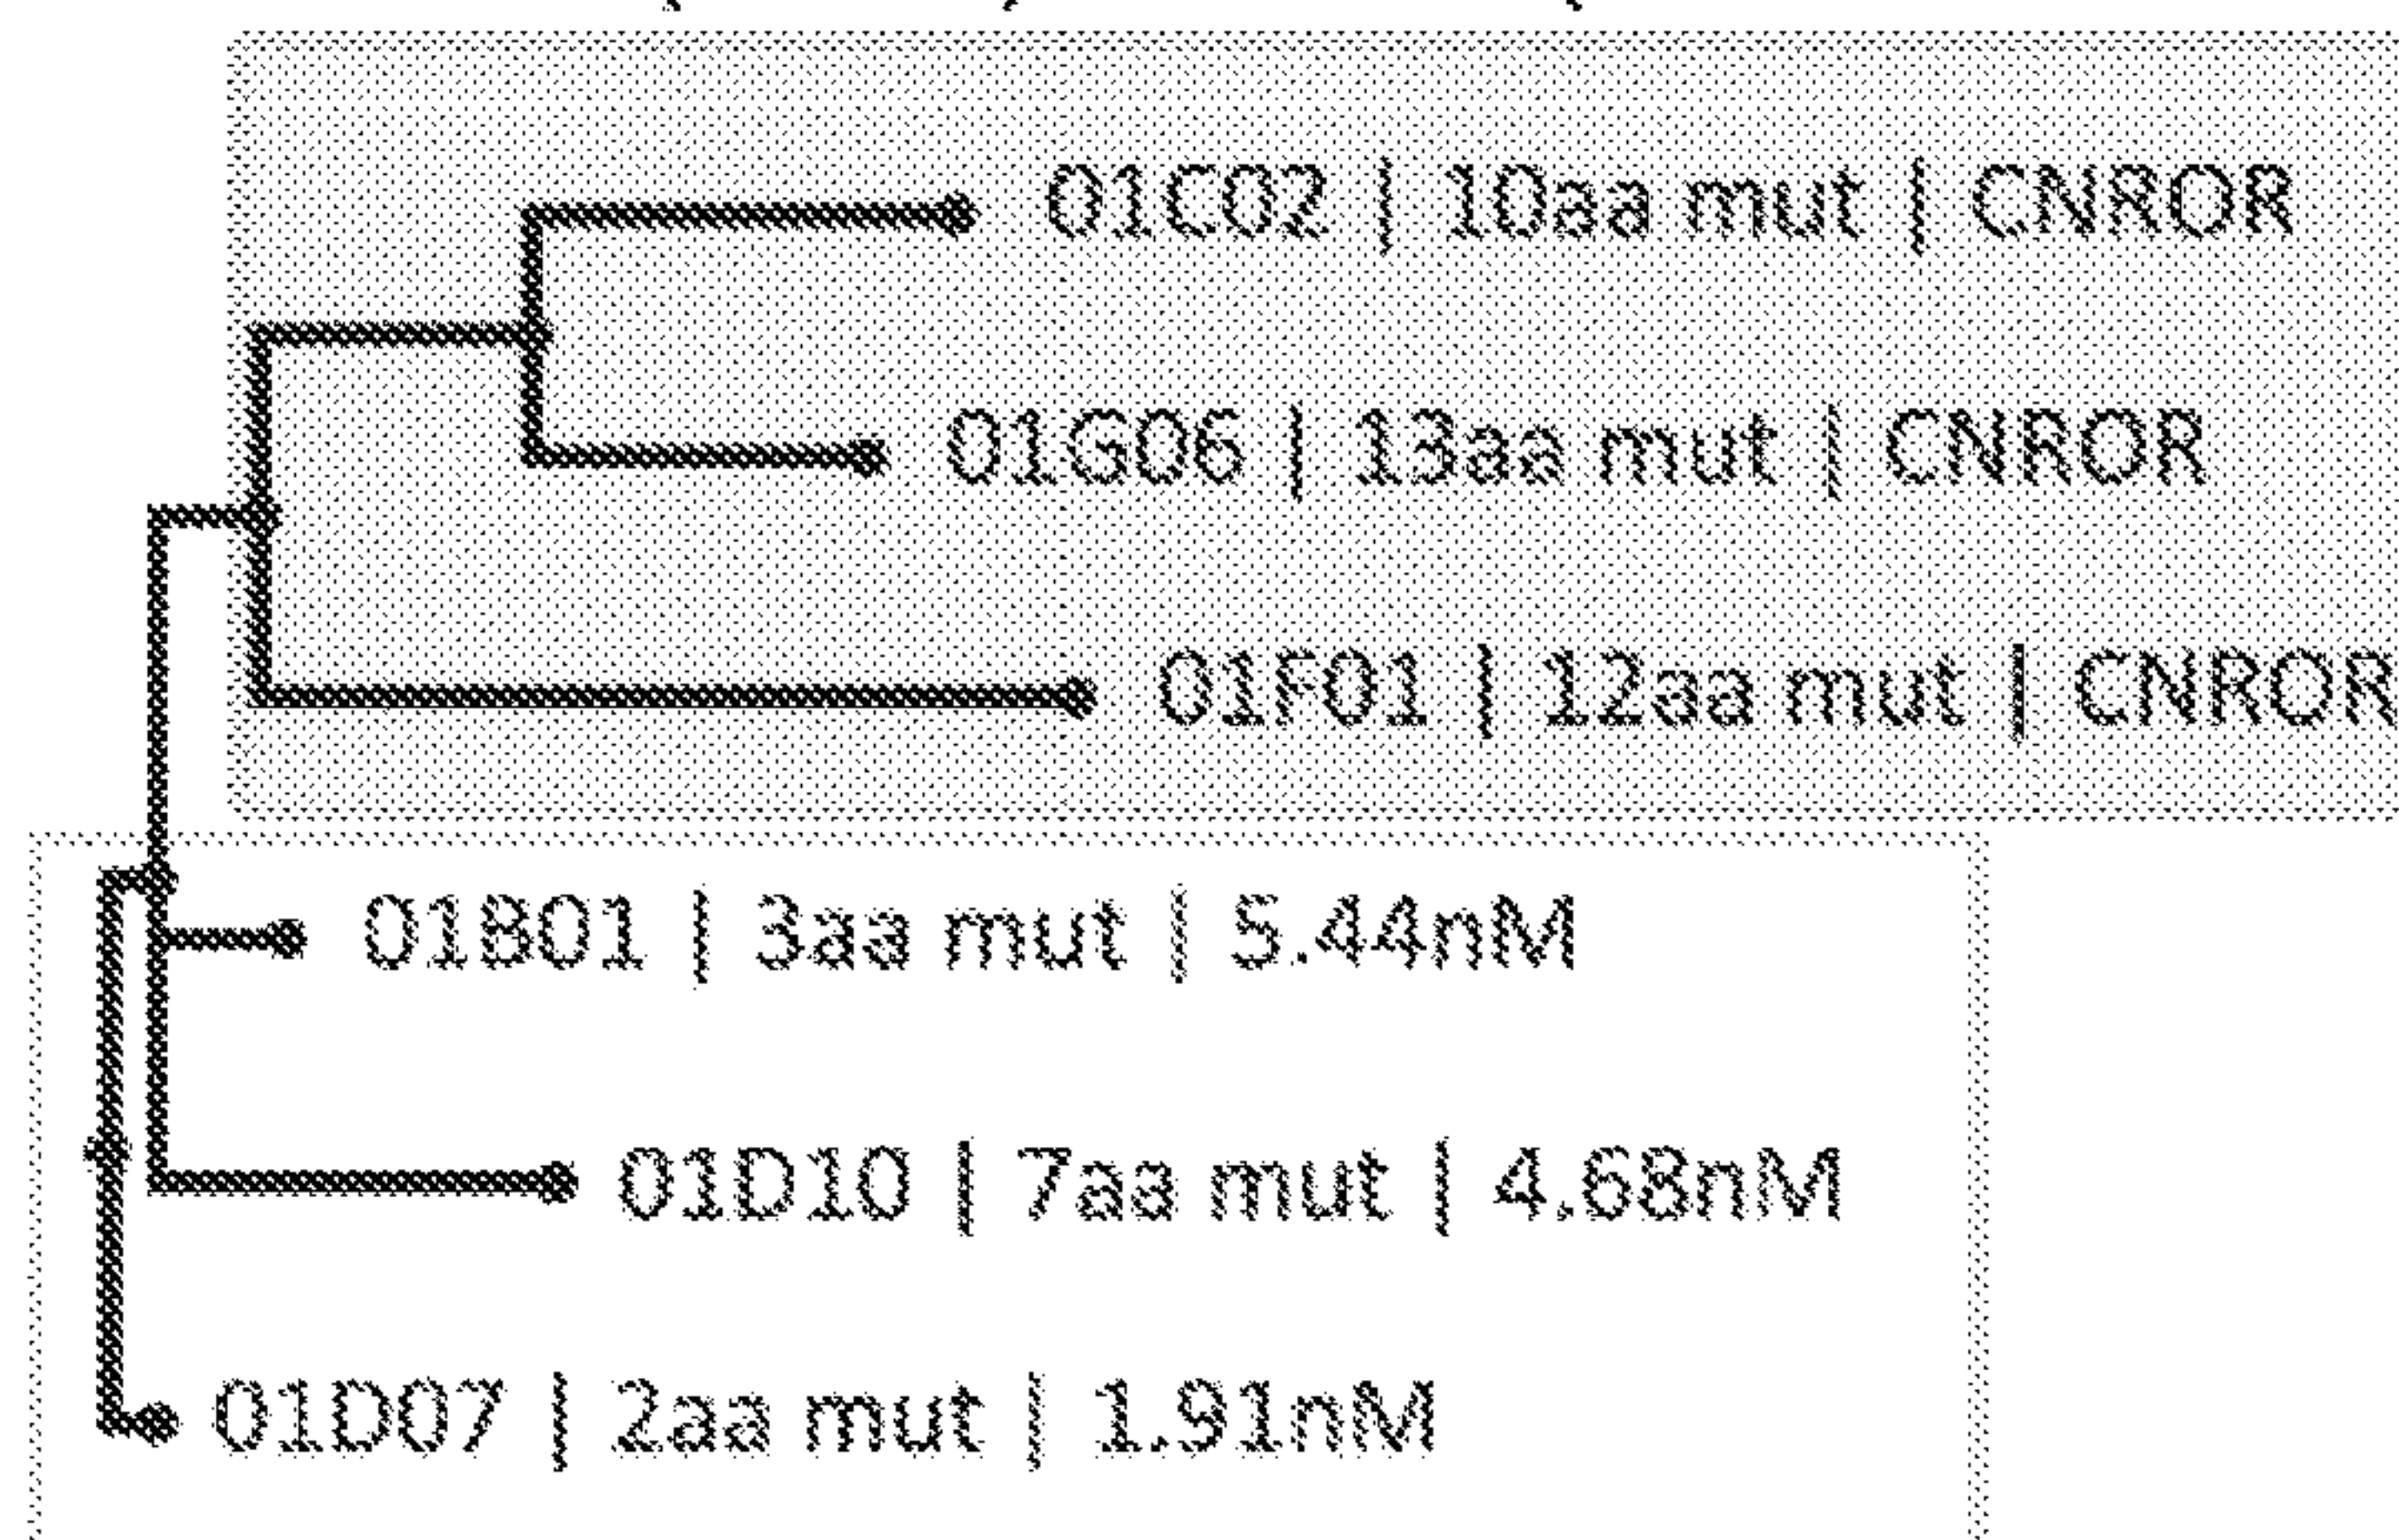 01C02 | 10aa mut | CNROR
01G06 | 13aa mut | CNROR
01F01 | 12aa mut | CNROR
01B01 | 3aa mut | 5.44nM
01D10 | 7aa mut | 4.68nM
01D07 | 2aa mut | 1.91nM